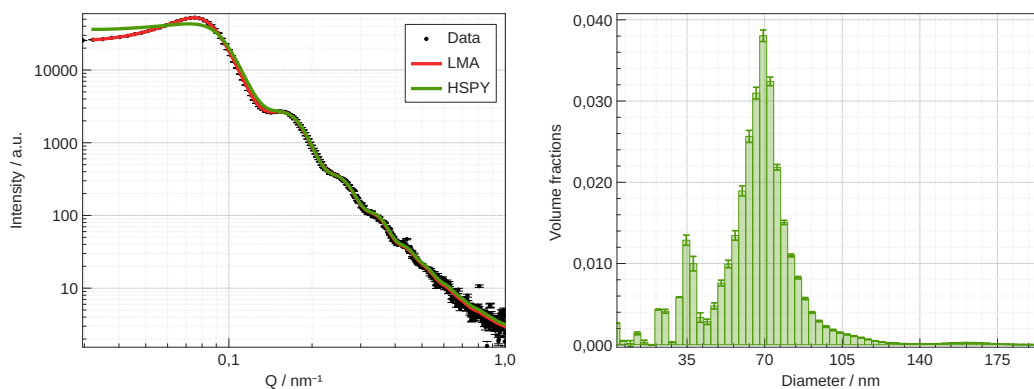 Intensity / a.u.
10000
1000
100
10
0,1
1,0
Q / nm⁻¹
Data
LMA
HSPY
Volume fractions
0,040
0,030
0,020
0,010
0,000
35
70
105
140
175
Diameter / nm